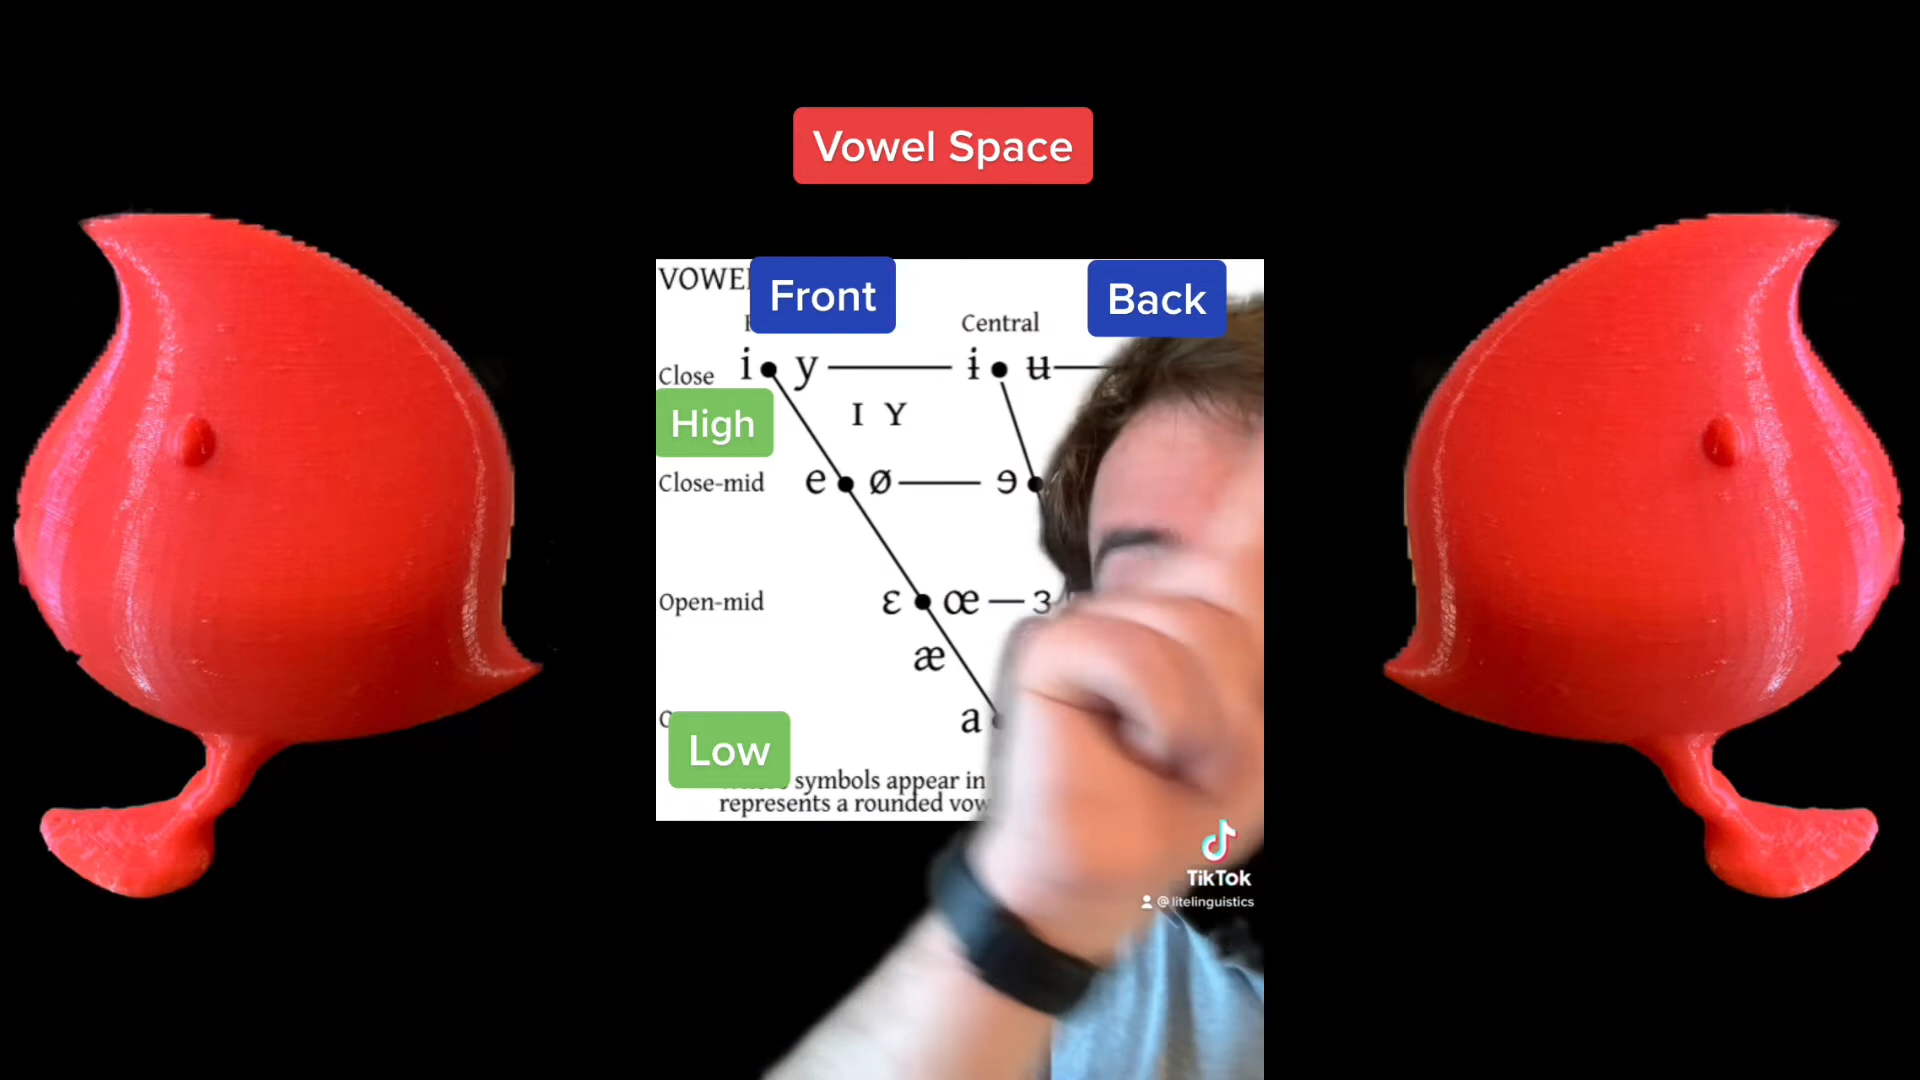 Vowel Space
VOWEL
Front
Back
Central
Close i y ɨ ʉ
High
ɪ ʏ
Close-mid e ø ɘ
Open-mid ɛ œ ɜ
æ
a
Low
symbols appear in
represents a rounded vow
TikTok
@litelinguistics